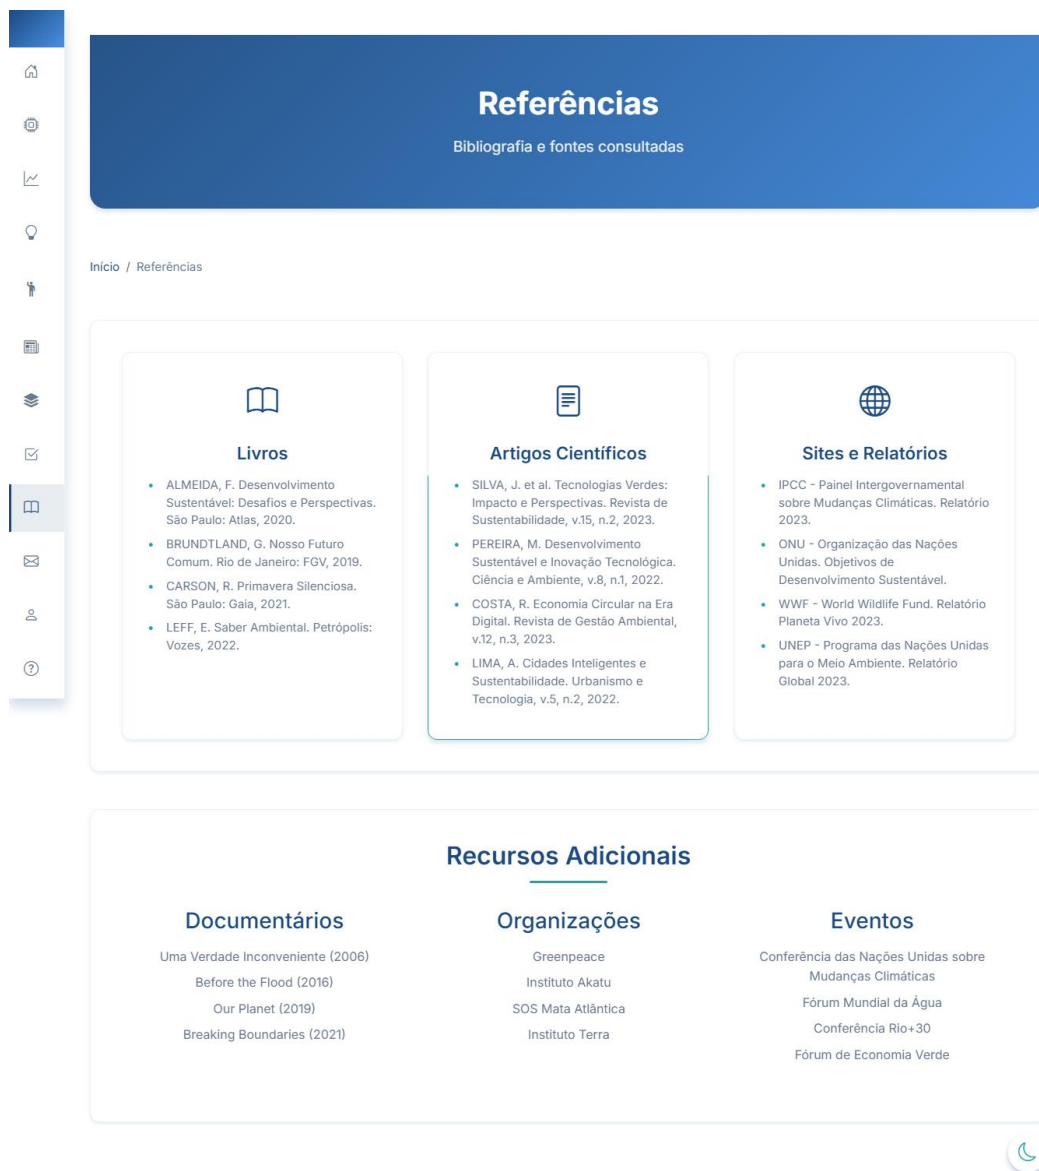 Referências
Bibliografia e fontes consultadas
Início / Referências
Livros
• ALMEIDA, F. Desenvolvimento
Sustentável: Desafios e Perspectivas.
São Paulo: Atlas, 2020.
• BRUNDTLAND, G. Nosso Futuro
Comum. Rio de Janeiro: FGV, 2019.
• CARSON, R. Primavera Silenciosa.
São Paulo: Gaia, 2021.
• LEFF, E. Saber Ambiental. Petrópolis:
Vozes, 2022.
Artigos Científicos
• SILVA, J. et al. Tecnologias Verdes:
Impacto e Perspectivas. Revista de
Sustentabilidade, v.15, n.2, 2023.
• PEREIRA, M. Desenvolvimento
Sustentável e Inovação Tecnológica.
Ciência e Ambiente, v.8, n.1, 2022.
• COSTA, R. Economia Circular na Era
Digital. Revista de Gestão Ambiental,
v.12, n.3, 2023.
• LIMA, A. Cidades Inteligentes e
Sustentabilidade. Urbanismo e
Tecnologia, v.5, n.2, 2022.
Sites e Relatórios
• IPCC - Painel Intergovernamental
sobre Mudanças Climáticas. Relatório
2023.
• ONU - Organização das Nações
Unidas. Objetivos de
Desenvolvimento Sustentável.
• WWF - World Wildlife Fund. Relatório
Planeta Vivo 2023.
• UNEP - Programa das Nações Unidas
para o Meio Ambiente. Relatório
Global 2023.
Recursos Adicionais
Documentários
Uma Verdade Inconveniente (2006)
Before the Flood (2016)
Our Planet (2019)
Breaking Boundaries (2021)
Organizações
Greenpeace
Instituto Akatu
SOS Mata Atlântica
Instituto Terra
Eventos
Conferência das Nações Unidas sobre
Mudanças Climáticas
Fórum Mundial da Água
Conferência Rio+30
Fórum de Economia Verde